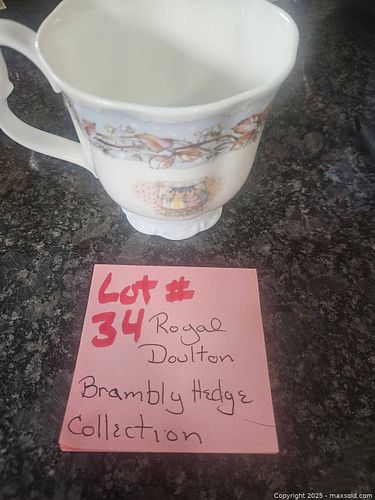 Lot #
34 Royal
Doulton
Brambly Hedge
Collection
Copyright 2025 - maxsold.com